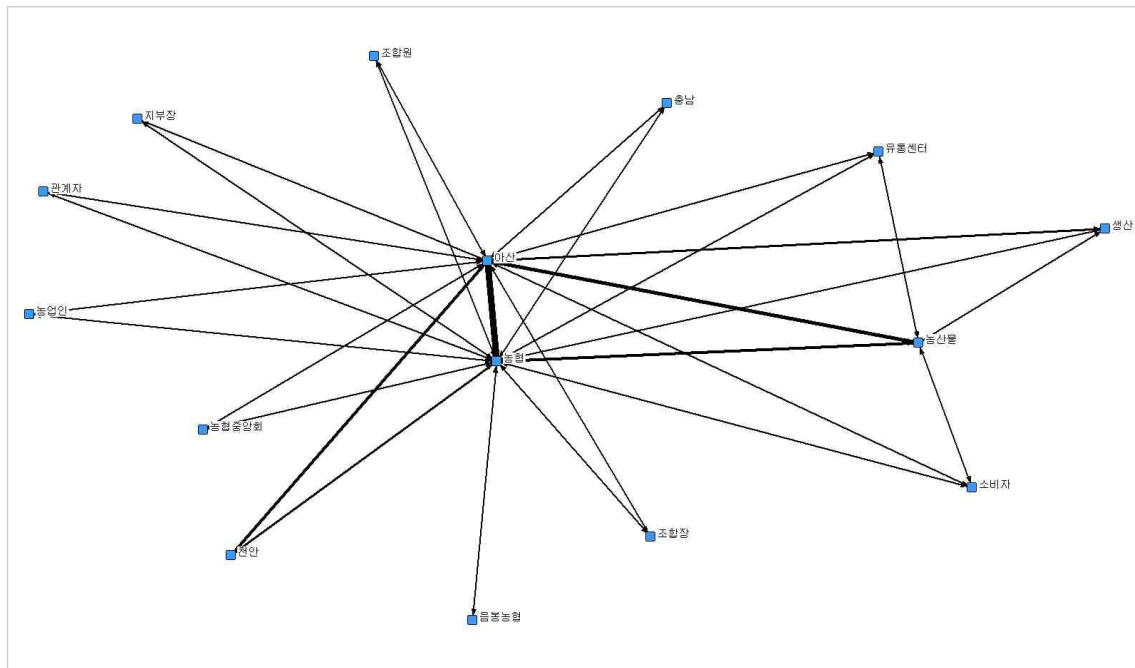 조합원
충남
지부장
유통센터
관계자
생산
아산
농업인
농산물
농협
농협중앙회
소비자
조합장
천안
음봉농협